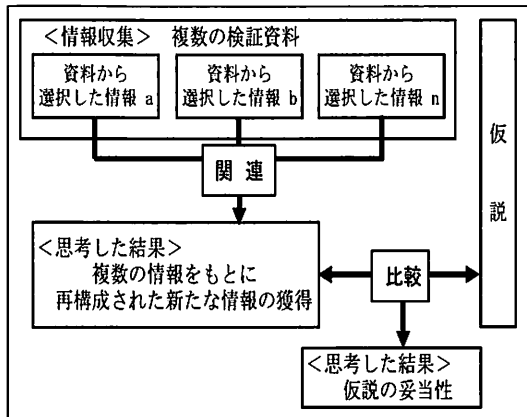 <情報収集> 複数の検証資料
資料から
選択した情報 a
資料から
選択した情報 b
資料から
選択した情報 n
関 連
仮
説
<思考した結果>
複数の情報をもとに
再構成された新たな情報の獲得
比較
<思考した結果>
仮説の妥当性